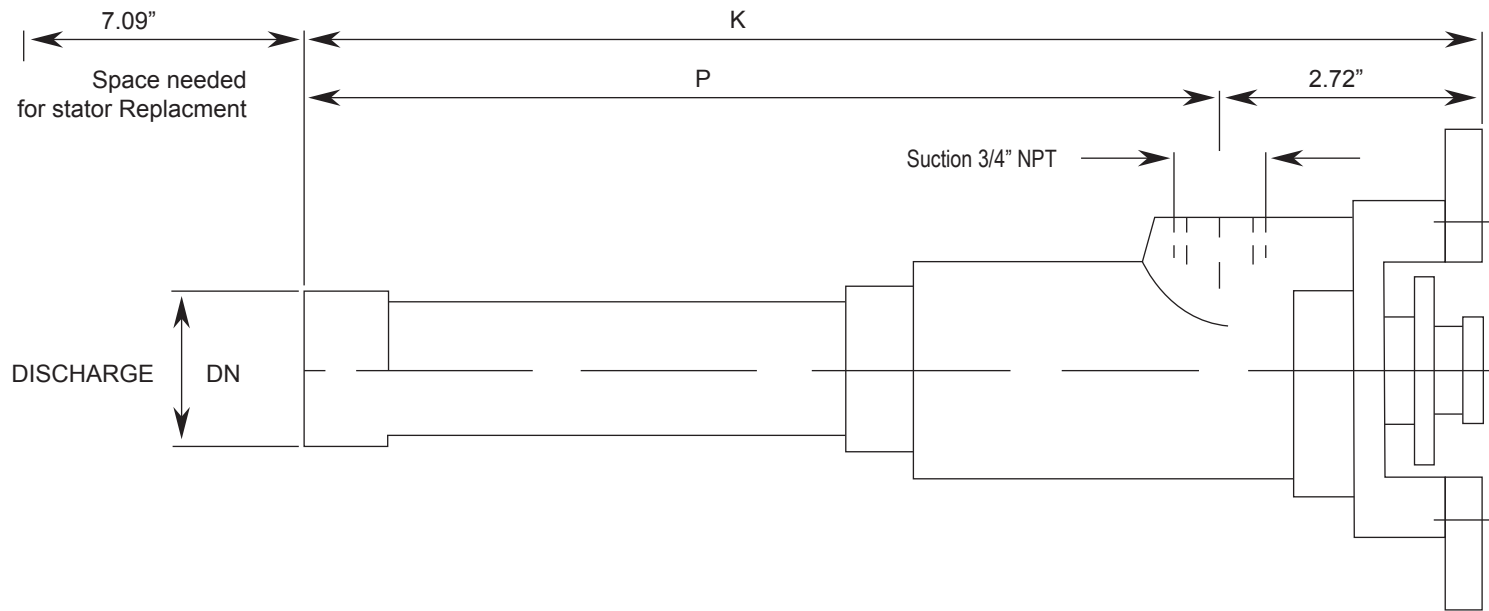 7.09”
K
Space needed
for stator Replacment
P
2.72”
Suction 3/4” NPT
DISCHARGE
DN